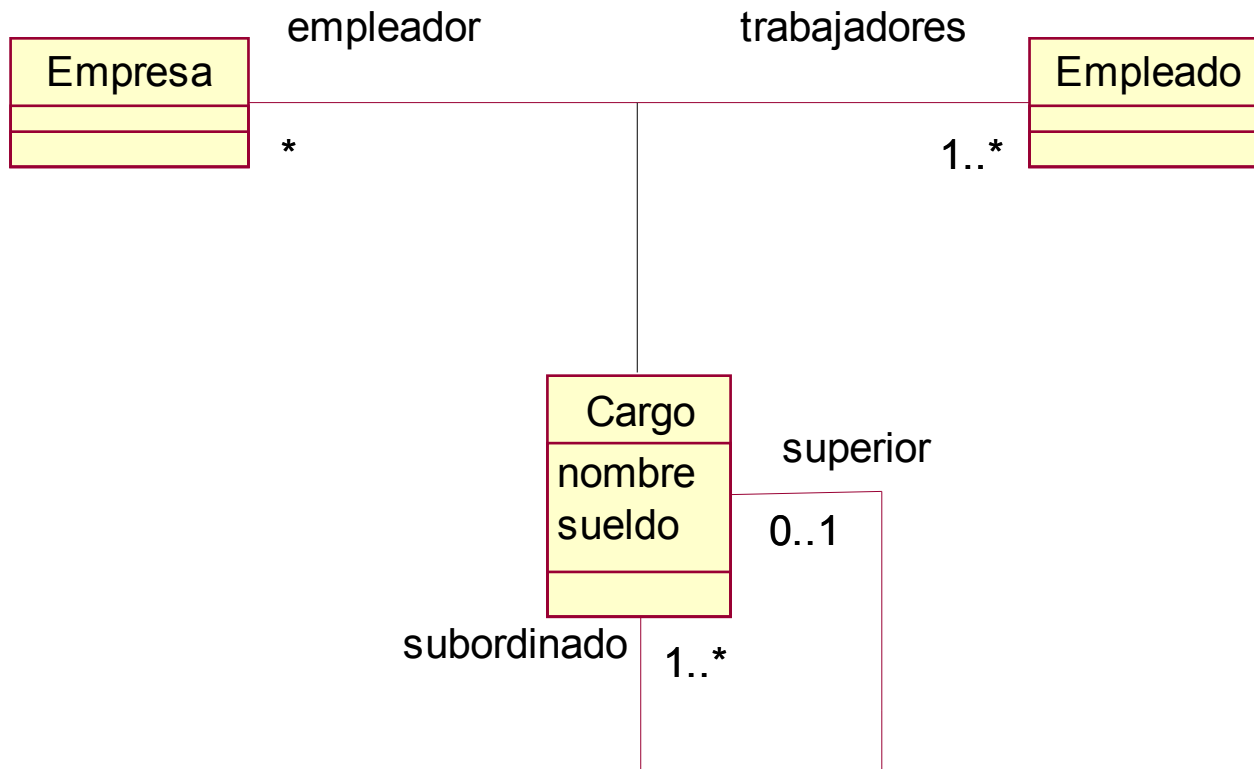 empleador
trabajadores
Empresa
Empleado
*
1..*
Cargo
nombre
sueldo
superior
0..1
subordinado
1..*